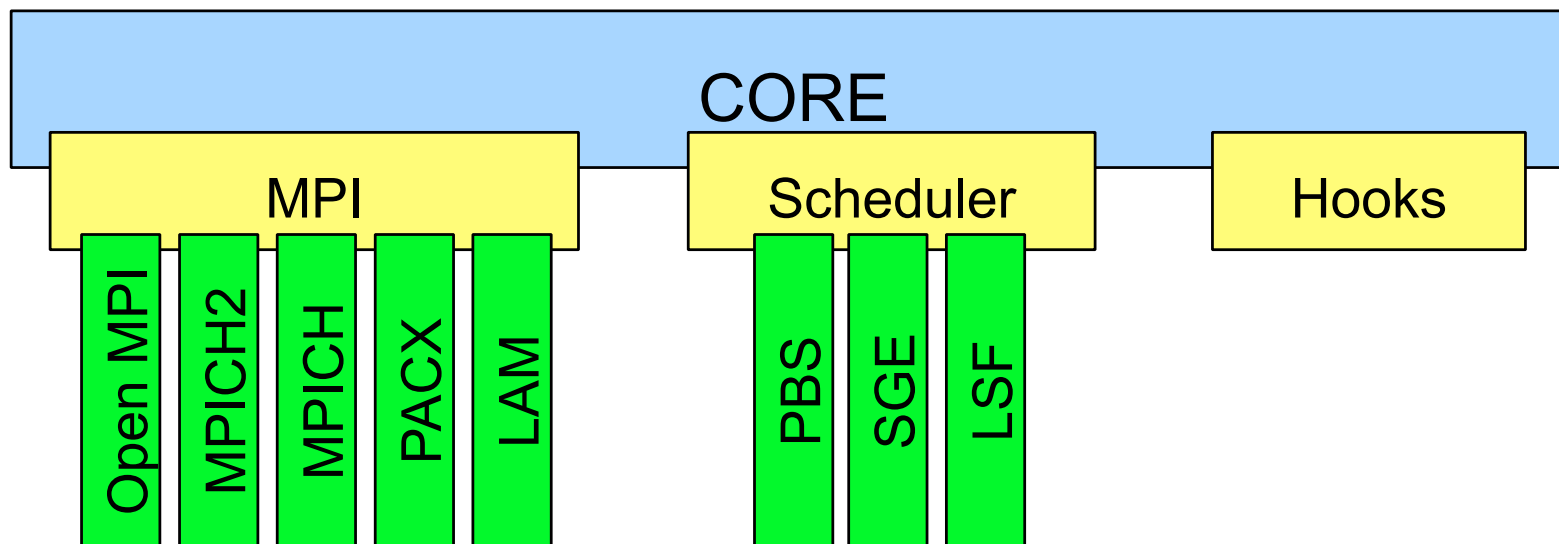 CORE
MPI
Scheduler
Hooks
Open MPI
MPICH2
MPICH
PACX
LAM
PBS
SGE
LSF